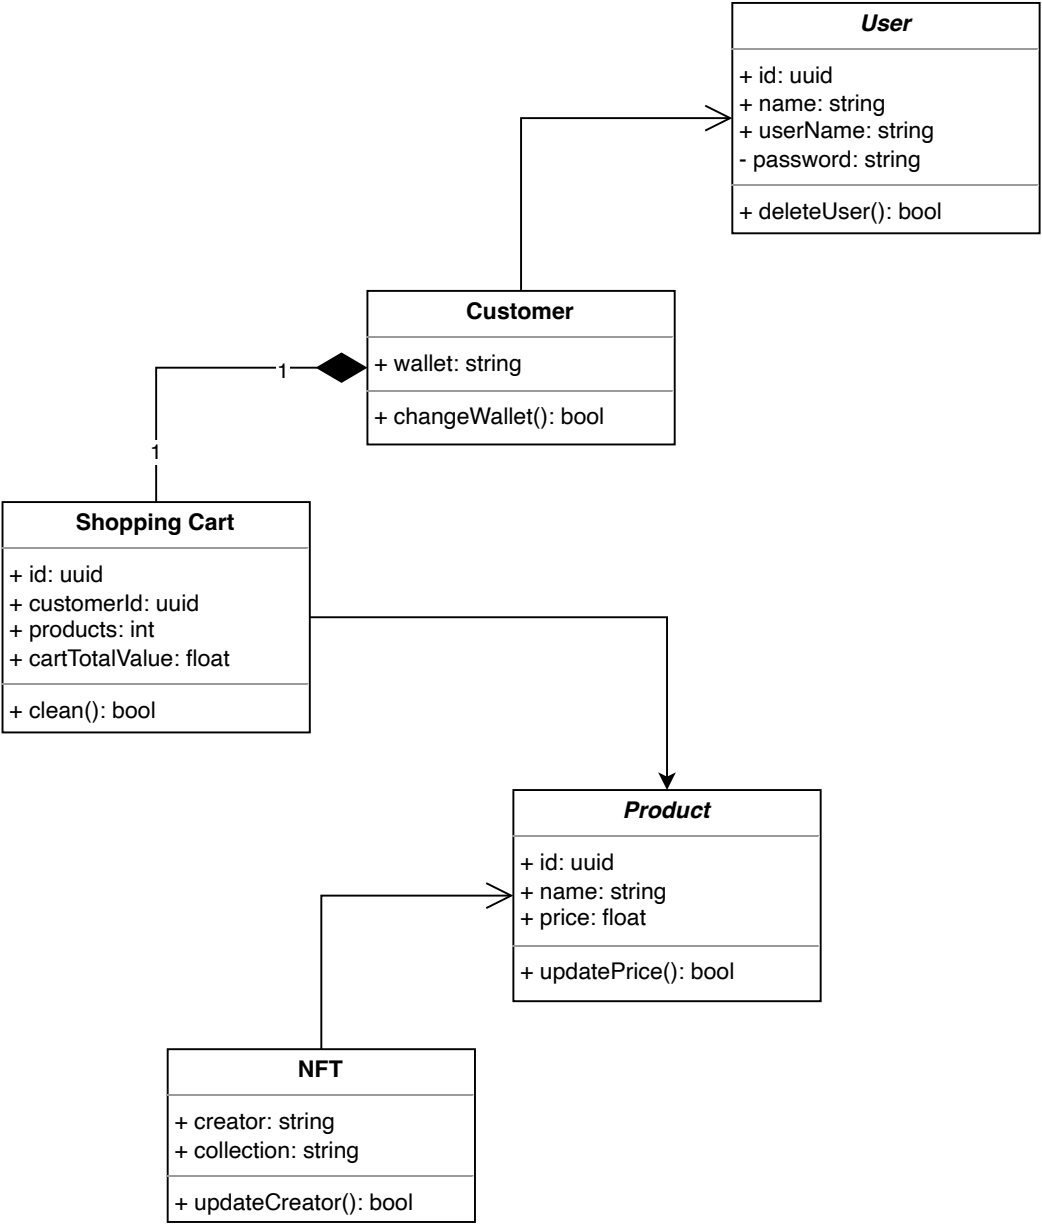 User
+ id: uuid
+ name: string
+ userName: string
- password: string
+ deleteUser(): bool
Customer
+ wallet: string
+ changeWallet(): bool
1
1
Shopping Cart
+ id: uuid
+ customerId: uuid
+ products: int
+ cartTotalValue: float
+ clean(): bool
Product
+ id: uuid
+ name: string
+ price: float
+ updatePrice(): bool
NFT
+ creator: string
+ collection: string
+ updateCreator(): bool